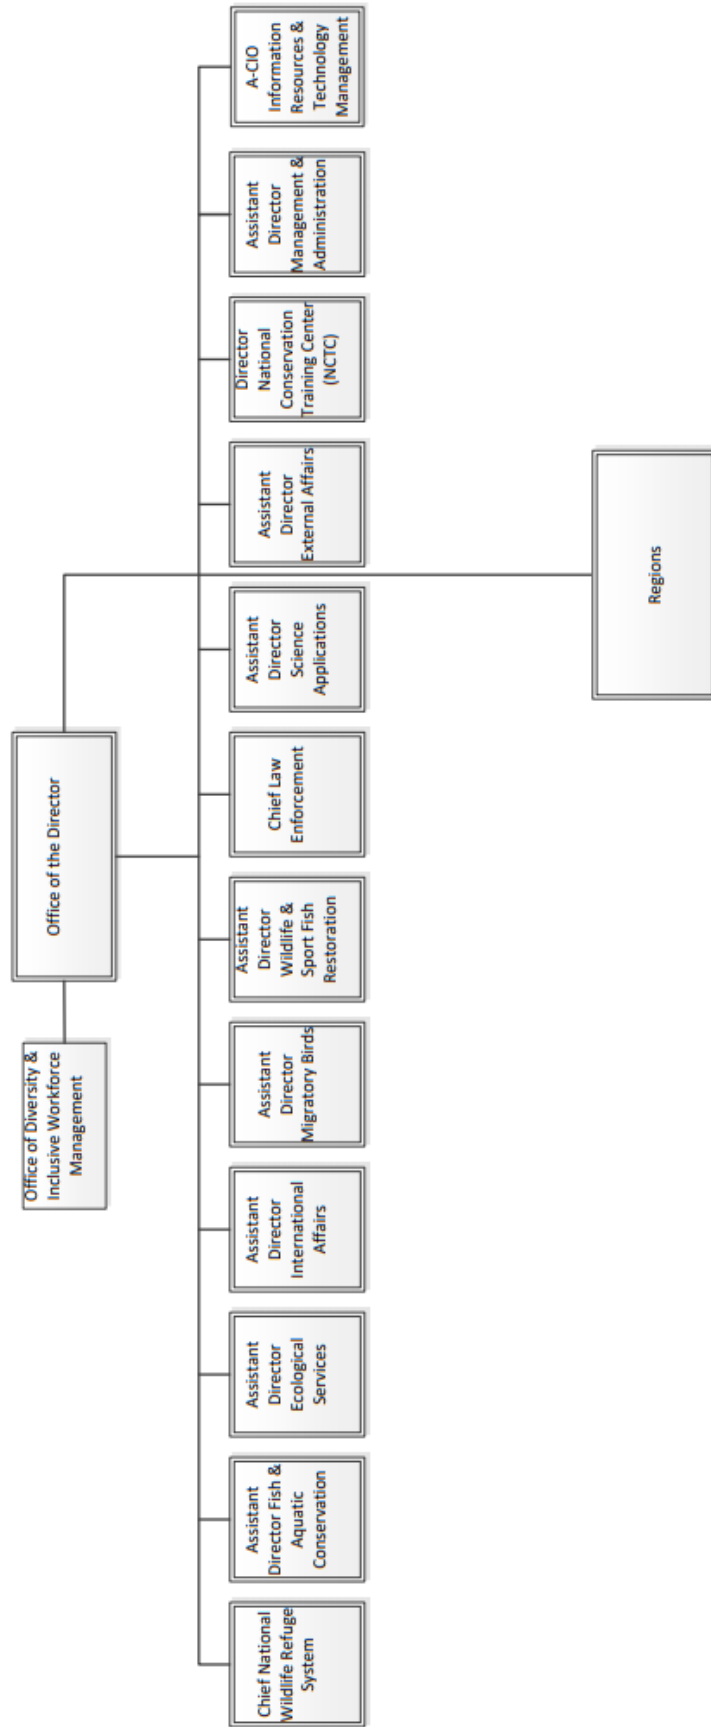 Office of Diversity &
Inclusive Workforce
Management
Office of the Director
Chief National
Wildlife Refuge
System
Assistant
Director Fish &
Aquatic
Conservation
Assistant
Director
Ecological
Services
Assistant
Director
International
Affairs
Assistant
Director
Migratory Birds
Assistant
Director
Wildlife &
Sport Fish
Restoration
Chief Law
Enforcement
Assistant
Director
Science
Applications
Assistant
Director
External Affairs
Director
National
Conservation
Training Center
(NCTC)
Assistant
Director
Management &
Administration
A-CIO
Information
Resources &
Technology
Management
Regions